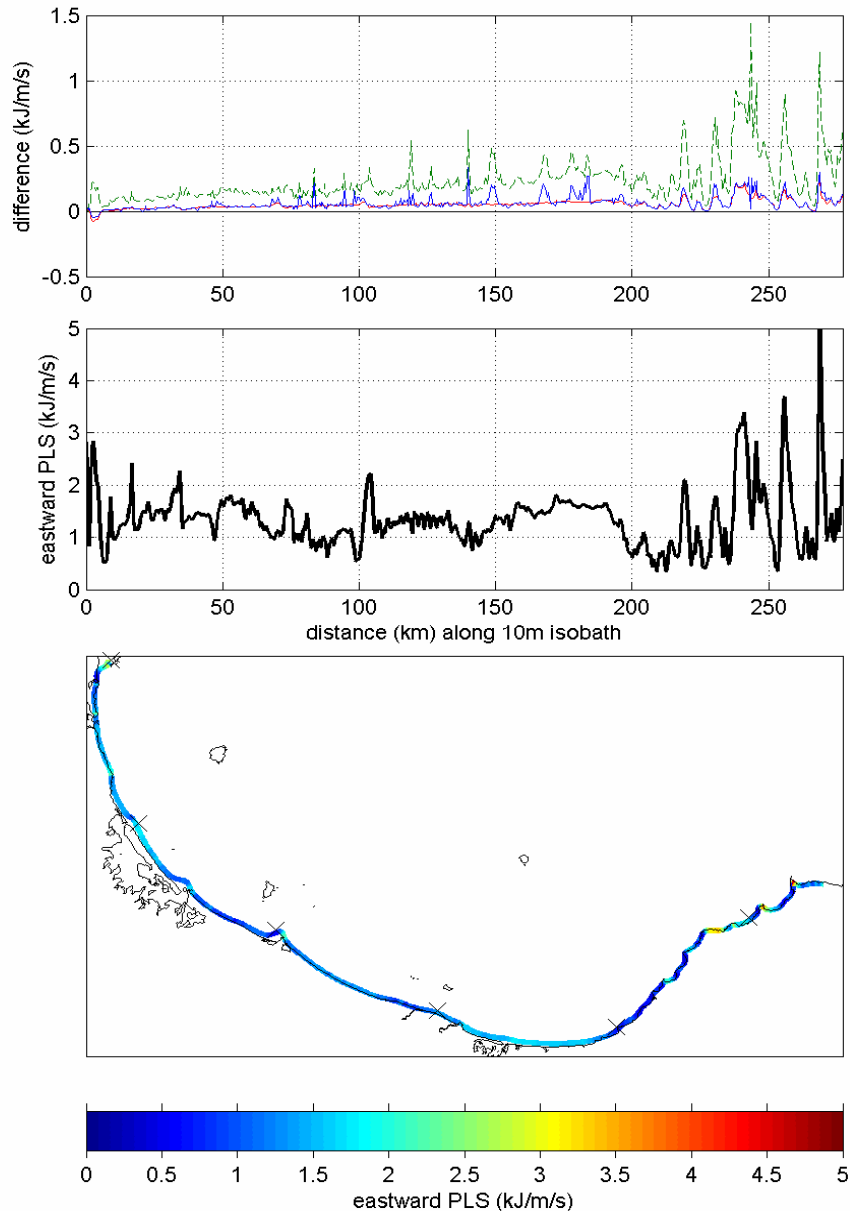 1.5
1
0.5
0
-0.5
difference (kJ/m/s)
0 50 100 150 200 250
5
4
3
2
1
0
eastward PLS (kJ/m/s)
0 50 100 150 200 250
distance (km) along 10m isobath
0 0.5 1 1.5 2 2.5 3 3.5 4 4.5 5
eastward PLS (kJ/m/s)